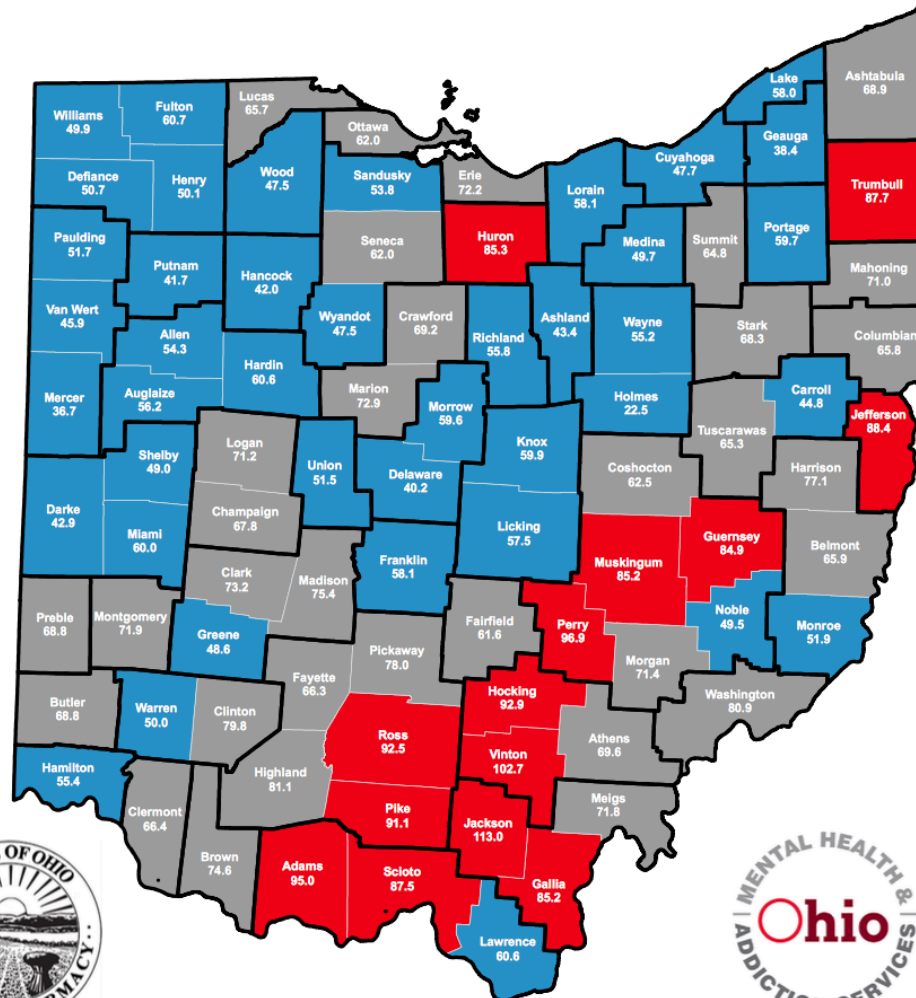 Lake
58.0
Ashtabula
68.9
Williams
49.9
Fulton
60.7
Lucas
65.7
Ottawa
62.0
Geauga
38.4
Cuyahoga
47.7
Defiance
50.7
Henry
50.1
Wood
47.5
Sandusky
53.8
Erie
72.2
Lorain
58.1
Trumbull
87.7
Paulding
51.7
Putnam
41.7
Hancock
42.0
Seneca
62.0
Huron
85.3
Medina
49.7
Summit
64.8
Portage
59.7
Mahoning
71.0
Van Wert
45.9
Allen
54.3
Wyandot
47.5
Crawford
69.2
Richland
55.8
Ashland
43.4
Wayne
55.2
Stark
68.3
Columbian
65.8
Mercer
36.7
Auglaize
56.2
Hardin
60.6
Marion
72.9
Morrow
59.6
Holmes
22.5
Carroll
44.8
Jefferson
88.4
Tuscarawas
65.3
Shelby
49.0
Logan
71.2
Union
51.5
Delaware
40.2
Knox
59.9
Coshocton
62.5
Harrison
77.1
Darke
42.9
Miami
60.0
Champaign
67.8
Licking
57.5
Franklin
58.1
Muskingum
85.2
Guernsey
84.9
Belmont
65.9
Clark
73.2
Madison
75.4
Preble
68.8
Montgomery
71.9
Greene
48.6
Fairfield
61.6
Perry
96.9
Noble
49.5
Monroe
51.9
Pickaway
78.0
Morgan
71.4
Fayette
66.3
Hocking
92.9
Washington
80.9
Butler
68.8
Warren
50.0
Clinton
79.8
Ross
92.5
Athens
69.6
Vinton
102.7
Hamilton
55.4
Highland
81.1
Meigs
71.8
Clermont
66.4
Pike
91.1
Jackson
113.0
Brown
74.6
Adams
95.0
Scioto
87.5
Gallia
85.2
Lawrence
60.6
OF OHIO
MENTAL HEALTH &
Ohio
ADDICTION SERVICES